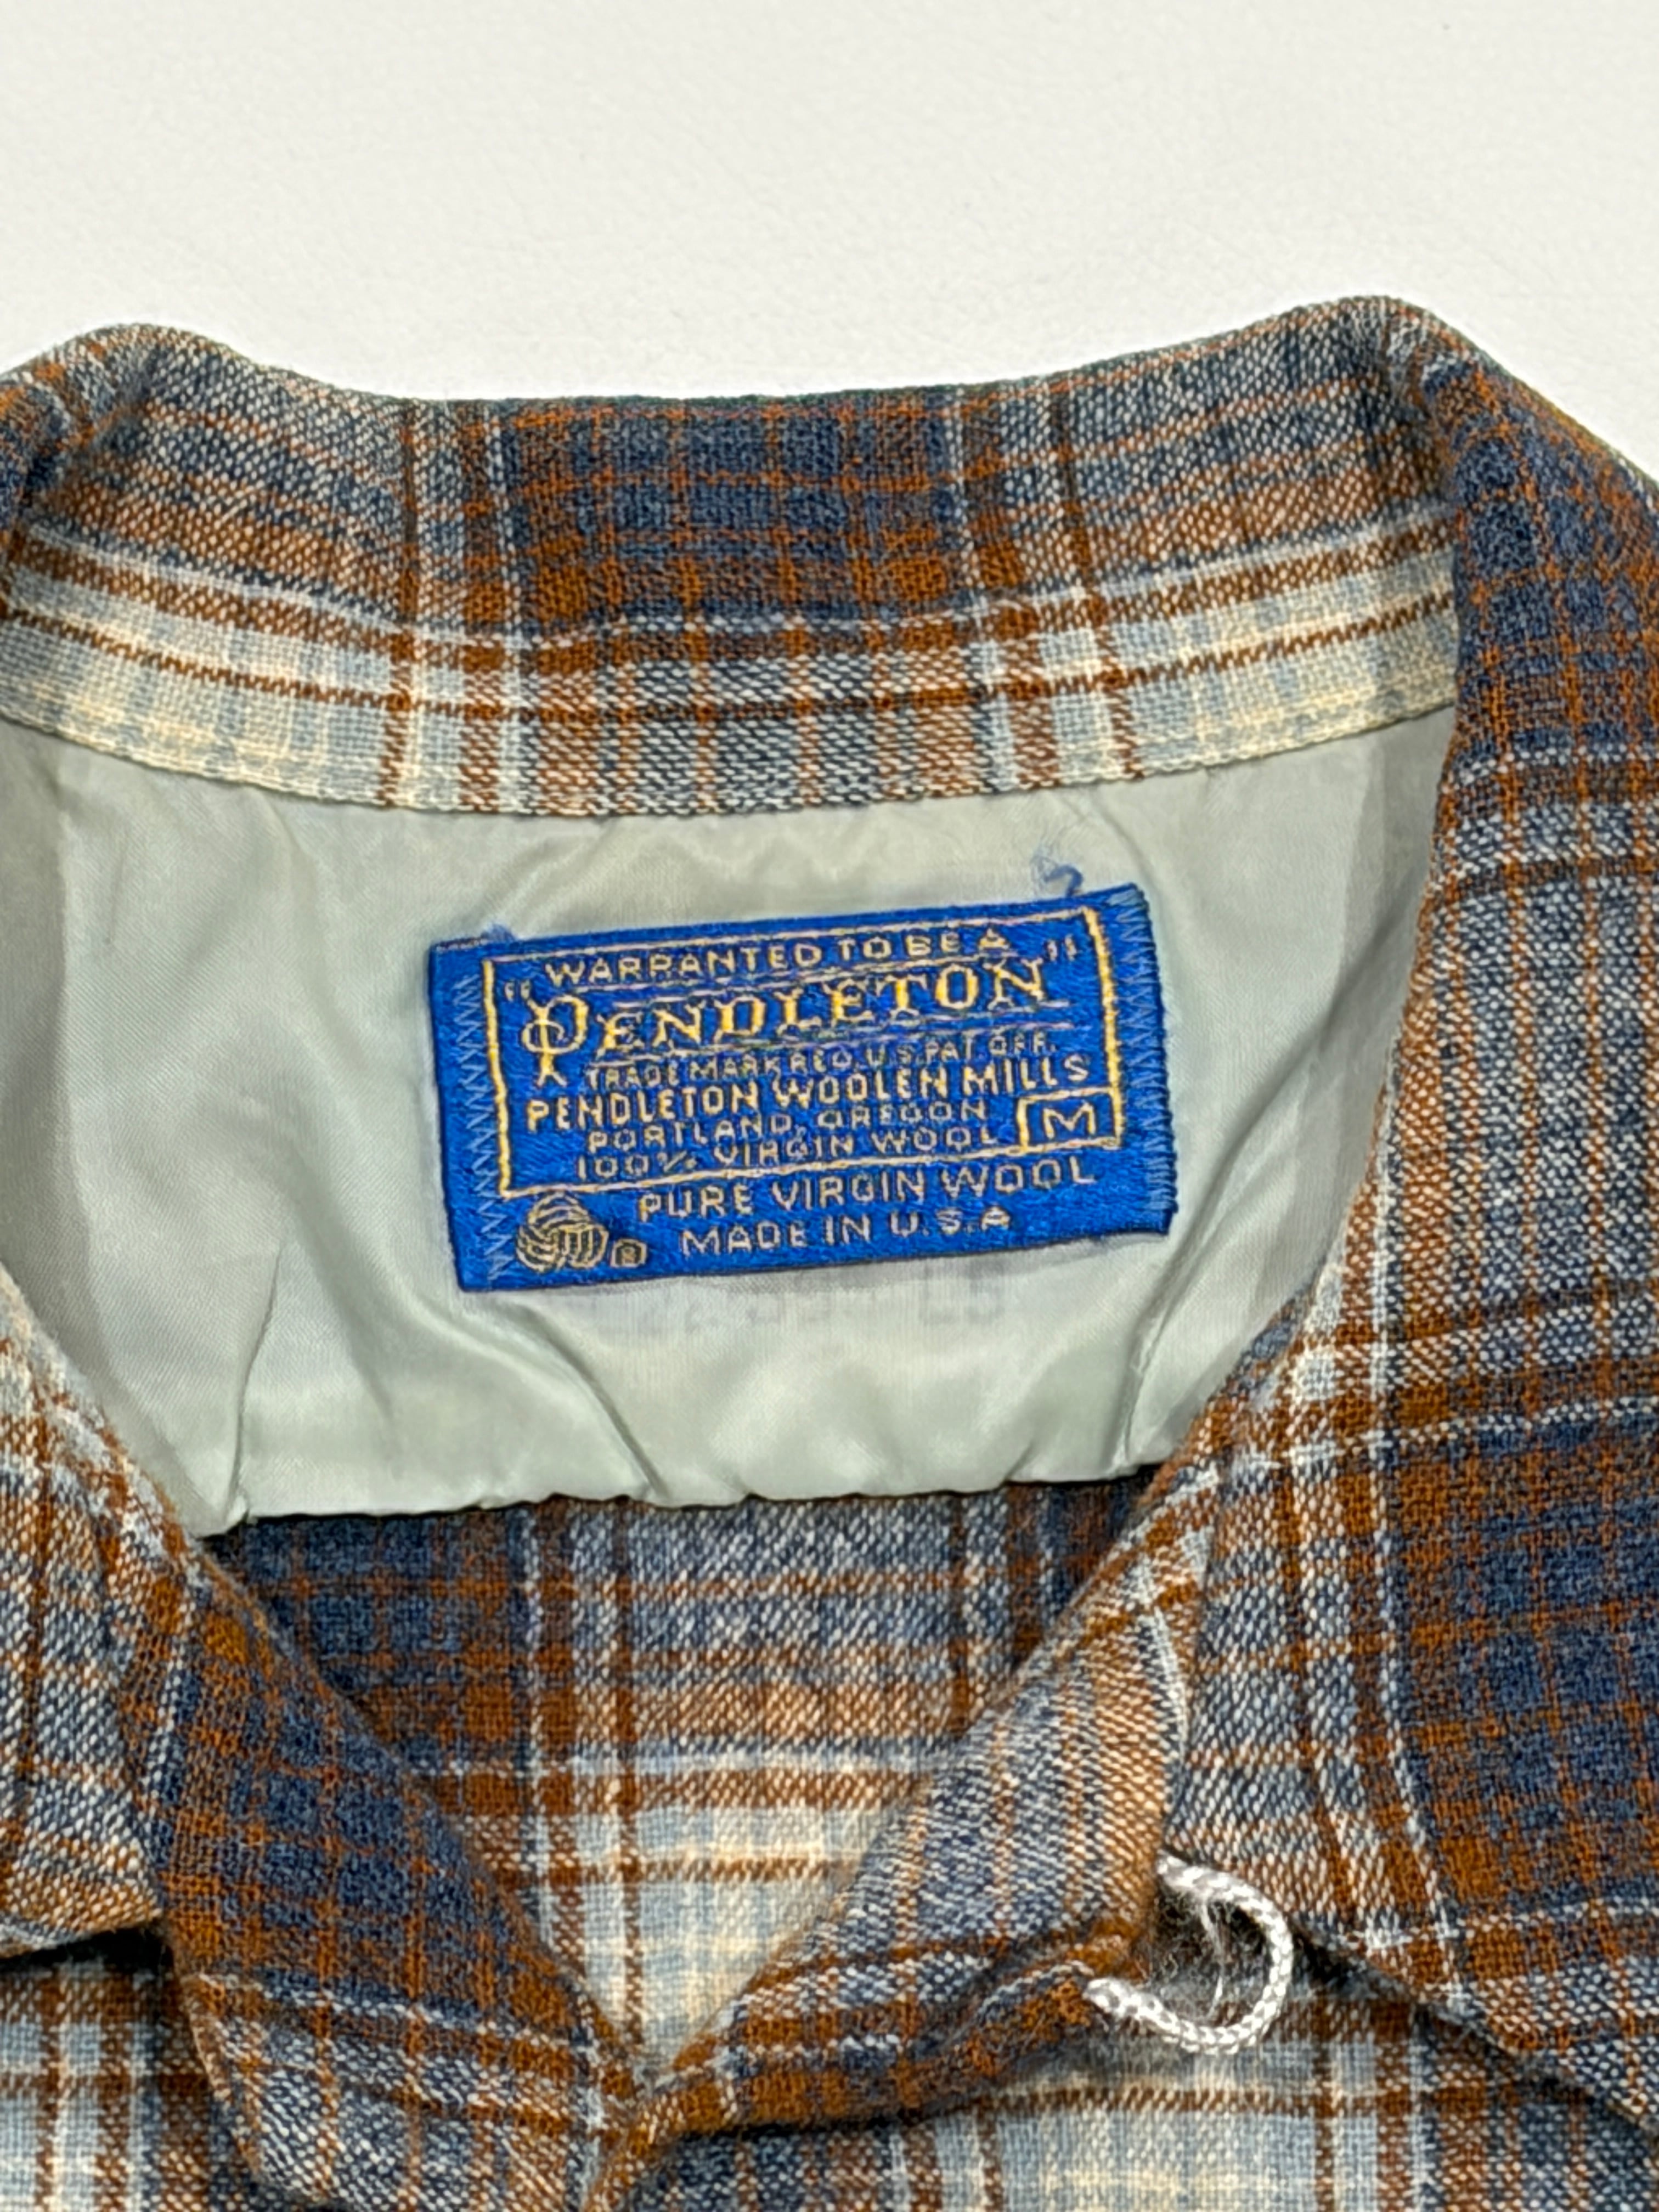 WARRANTED TO BE A
"PENDLETON"
TRADE MARK REG. U.S. PAT. OFF.
PENDLETON WOOLEN MILLS
PORTLAND, OREGON
100% VIRGIN WOOL
M
PURE VIRGIN WOOL
® MADE IN U.S.A